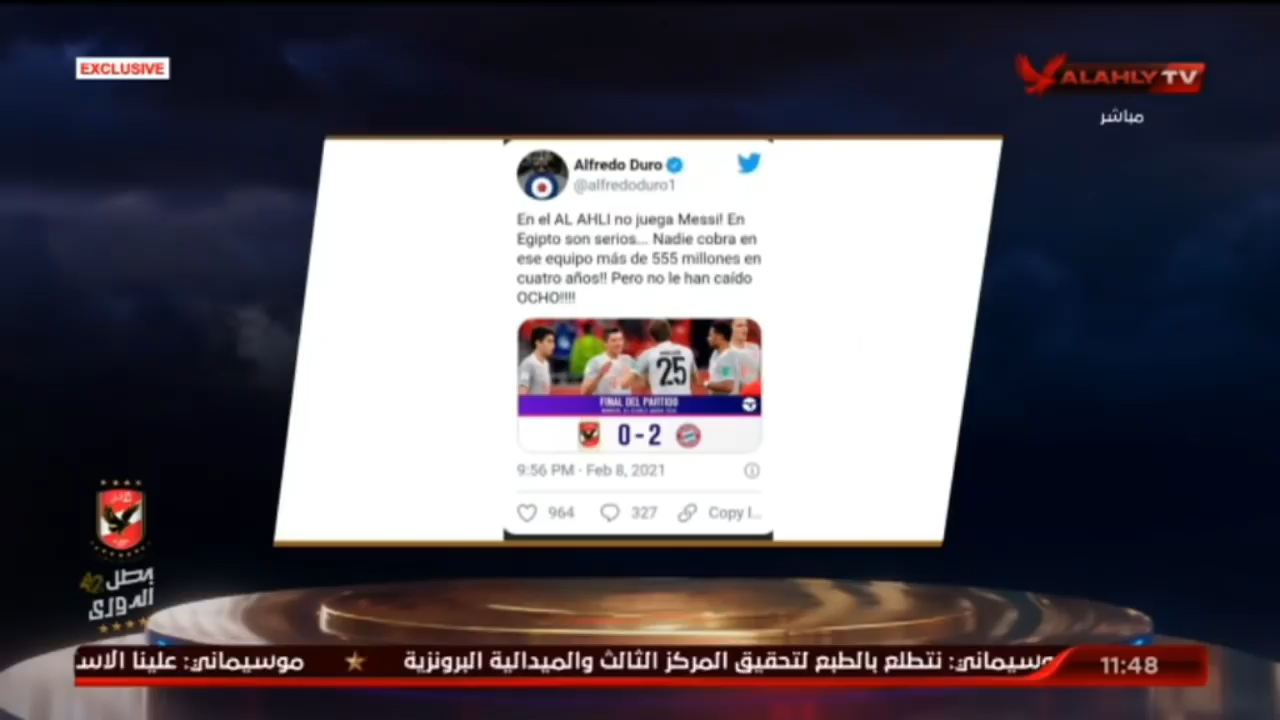 EXCLUSIVE
ALAHLY TV
مباشر
Alfredo Duro
@alfredoduro1
En el AL AHLI no juega Messi! En
Egipto son serios... Nadie cobra en
ese equipo más de 555 millones en
cuatro años!! Pero no le han caído
OCHO!!!!
25
FINAL DEL PARTIDO
0-2
9:56 PM · Feb 8, 2021
964
327
Copy l...
بطل
الدوري
42
وسيماني: نتطلع بالطبع لتحقيق المركز الثالث والميدالية البرونزية ★ موسيماني: علينا الاس
11:48